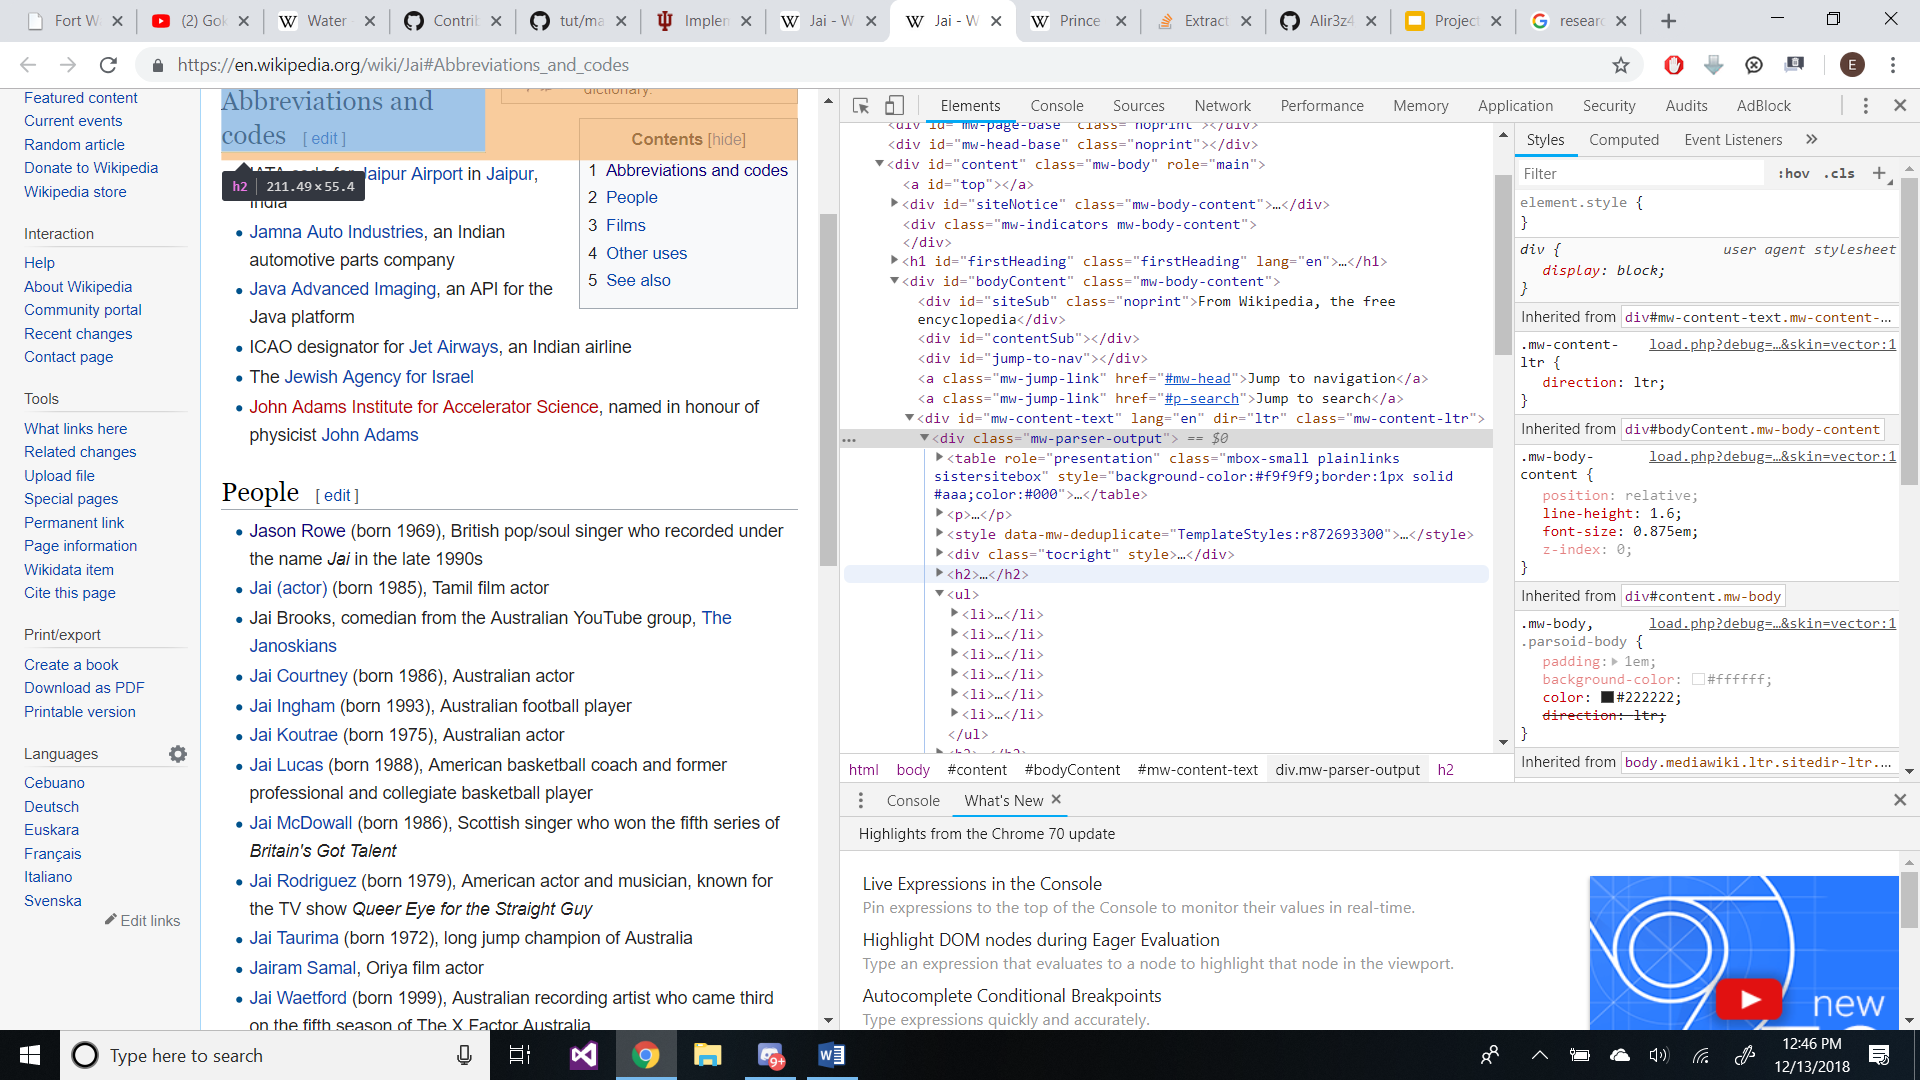 Fort W
(2) Gok
Water -
Contrib
tut/ma
Implem
Jai - W
Jai - W
Prince
Extract
Alir3z4
Project
researc
https://en.wikipedia.org/wiki/Jai#Abbreviations_and_codes
E
Featured content
Current events
Random article
Donate to Wikipedia
Wikipedia store
Interaction
Help
About Wikipedia
Community portal
Recent changes
Contact page
Tools
What links here
Related changes
Upload file
Special pages
Permanent link
Page information
Wikidata item
Cite this page
Print/export
Create a book
Download as PDF
Printable version
Languages
Cebuano
Deutsch
Euskara
Français
Italiano
Svenska
Edit links
dictionary.
Abbreviations and
codes [ edit ]
h2 211.49 × 55.4
IATA code for Jaipur Airport in Jaipur,
India
Jamna Auto Industries, an Indian
automotive parts company
Java Advanced Imaging, an API for the
Java platform
ICAO designator for Jet Airways, an Indian airline
The Jewish Agency for Israel
John Adams Institute for Accelerator Science, named in honour of
physicist John Adams
Contents [hide]
1 Abbreviations and codes
2 People
3 Films
4 Other uses
5 See also
People [ edit ]
Jason Rowe (born 1969), British pop/soul singer who recorded under
the name Jai in the late 1990s
Jai (actor) (born 1985), Tamil film actor
Jai Brooks, comedian from the Australian YouTube group, The
Janoskians
Jai Courtney (born 1986), Australian actor
Jai Ingham (born 1993), Australian football player
Jai Koutrae (born 1975), Australian actor
Jai Lucas (born 1988), American basketball coach and former
professional and collegiate basketball player
Jai McDowall (born 1986), Scottish singer who won the fifth series of
Britain's Got Talent
Jai Rodriguez (born 1979), American actor and musician, known for
the TV show Queer Eye for the Straight Guy
Jai Taurima (born 1972), long jump champion of Australia
Jairam Samal, Oriya film actor
Jai Waetford (born 1999), Australian recording artist who came third
on the fifth season of The X Factor Australia
Elements Console Sources Network Performance Memory Application Security Audits AdBlock
<div id="mw-page-base" class="noprint"></div>
<div id="mw-head-base" class="noprint"></div>
<div id="content" class="mw-body" role="main">
<a id="top"></a>
<div id="siteNotice" class="mw-body-content">…</div>
<div class="mw-indicators mw-body-content">
</div>
<h1 id="firstHeading" class="firstHeading" lang="en">…</h1>
<div id="bodyContent" class="mw-body-content">
<div id="siteSub" class="noprint">From Wikipedia, the free
encyclopedia</div>
<div id="contentSub"></div>
<div id="jump-to-nav"></div>
<a class="mw-jump-link" href="#mw-head">Jump to navigation</a>
<a class="mw-jump-link" href="#p-search">Jump to search</a>
<div id="mw-content-text" lang="en" dir="ltr" class="mw-content-ltr">
… <div class="mw-parser-output"> == $0
<table role="presentation" class="mbox-small plainlinks
sistersitebox" style="background-color:#f9f9f9;border:1px solid
#aaa;color:#000">…</table>
<p>…</p>
<style data-mw-deduplicate="TemplateStyles:r872693300">…</style>
<div class="tocright" style>…</div>
<h2>…</h2>
<ul>
<li>…</li>
<li>…</li>
<li>…</li>
<li>…</li>
<li>…</li>
<li>…</li>
</ul>
<h2>…</h2>
html body #content #bodyContent #mw-content-text div.mw-parser-output h2
Styles Computed Event Listeners »
Filter :hov .cls +
element.style {
}
div { user agent stylesheet
display: block;
}
Inherited from div#mw-content-text.mw-content-…
.mw-content- load.php?debug=…&skin=vector:1
ltr {
direction: ltr;
}
Inherited from div#bodyContent.mw-body-content
.mw-body- load.php?debug=…&skin=vector:1
content {
position: relative;
line-height: 1.6;
font-size: 0.875em;
z-index: 0;
}
Inherited from div#content.mw-body
.mw-body, load.php?debug=…&skin=vector:1
.parsoid-body {
padding: 1em;
background-color: #ffffff;
color: #222222;
direction: ltr;
}
Inherited from body.mediawiki.ltr.sitedir-ltr.…
Console What's New
Highlights from the Chrome 70 update
Live Expressions in the Console
Pin expressions to the top of the Console to monitor their values in real-time.
Highlight DOM nodes during Eager Evaluation
Type an expression that evaluates to a node to highlight that node in the viewport.
Autocomplete Conditional Breakpoints
Type expressions quickly and accurately.
new
Type here to search
9+
12:46 PM
12/13/2018